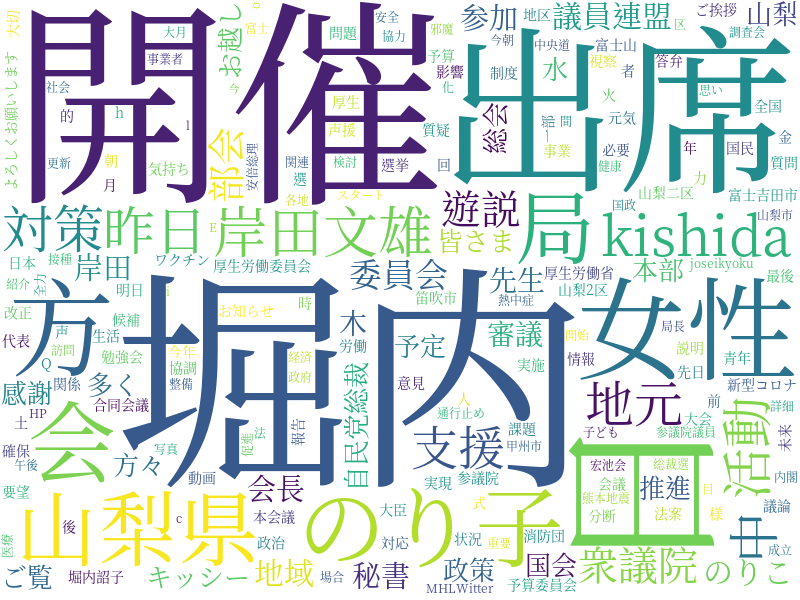 開催
出席
堀内
女性
山梨県
のり子
会
方
局
日
kishida
岸田文雄
昨日
対策
部会
お越し
参加
議員連盟
山梨
ご挨拶
総会
水
遊説
皆さま
岸田
委員会
先生
本部
審議
予定
木
自民党総裁
感謝
多く
方々
支援
地元
活動
中
推進
衆議院
のりこ
国会
政策
秘書
地域
キッシー
ご覧
会長
よろしくお願いします
大切
大月
事業者
社会
的
h
l
o
富士
今
更新
朝
月
気持ち
安倍総理
問題
安全
協力
邪魔
予算
影響
化
厚生
声援
質疑
関連
検討
選挙
回
選
各地
スタート
地区
今朝
中央道
富士山
視察
制度
者
火
元気
一部
間
事業
健康
必要
答弁
調査会
区
思い
全国
金
年
国民
質問
力
山梨二区
富士吉田市
国政
山梨市
日本
接種
紹介
全力
改正
明日
E
ワクチン
厚生労働委員会
i
お知らせ
時
笛吹市
熱中症
厚生労働省
山梨2区
joseikyoku
最後
候補
声
訪問
生活
代表
Q
勉強会
今年
協調
経済
政府
労働
関係
整備
意見
人
通行止め
実施
開始
情報
局長
説明
青年
先日
新型コロナ
HP
合同会議
土
確保
午後
写真
促進
法
報告
課題
甲州市
子ども
前
大会
参議院議員
詳細
未来
要望
動画
実現
参議院
宏池会
総裁選
会議
熊本地震
目
内閣
医療
後
c
本会議
大臣
式
状況
重要
消防団
分断
法案
様
議論
成立
政治
対応
堀内詔子
場合
MHLWitter
予算委員会